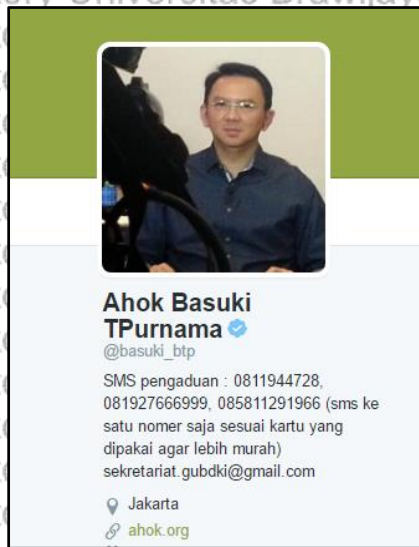 Ahok Basuki
TPurnama
@basuki_btp
SMS pengaduan : 0811944728,
081927666999, 085811291966 (sms ke
satu nomer saja sesuai kartu yang
dipakai agar lebih murah)
sekretariat.gubdki@gmail.com
Jakarta
ahok.org